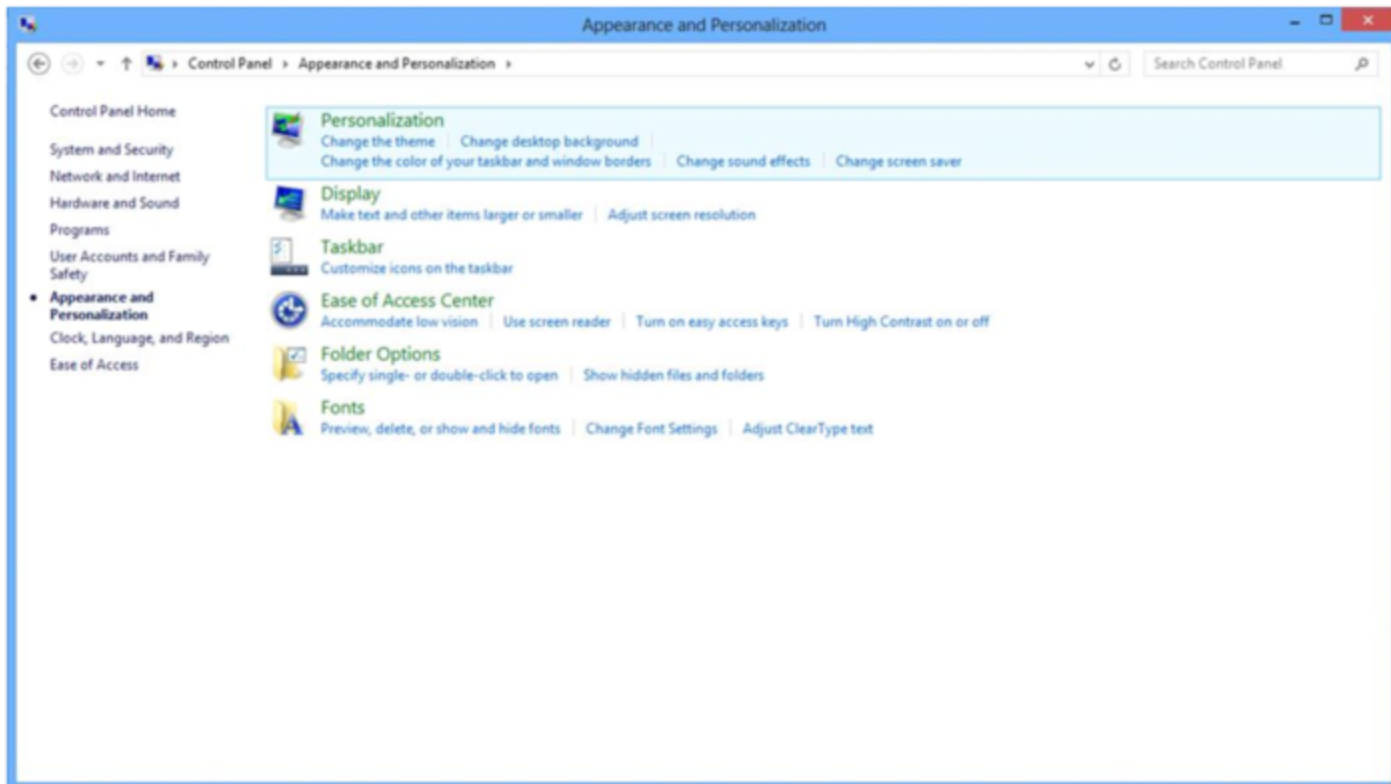 Appearance and Personalization
Control Panel Appearance and Personalization
Search Control Panel
Control Panel Home
System and Security
Network and Internet
Hardware and Sound
Programs
User Accounts and Family
Safety
Appearance and
Personalization
Clock, Language, and Region
Ease of Access
Personalization
Change the theme Change desktop background
Change the color of your taskbar and window borders Change sound effects Change screen saver
Display
Make text and other items larger or smaller Adjust screen resolution
Taskbar
Customize icons on the taskbar
Ease of Access Center
Accommodate low vision Use screen reader Turn on easy access keys Turn High Contrast on or off
Folder Options
Specify single- or double-click to open Show hidden files and folders
Fonts
Preview, delete, or show and hide fonts Change Font Settings Adjust ClearType text